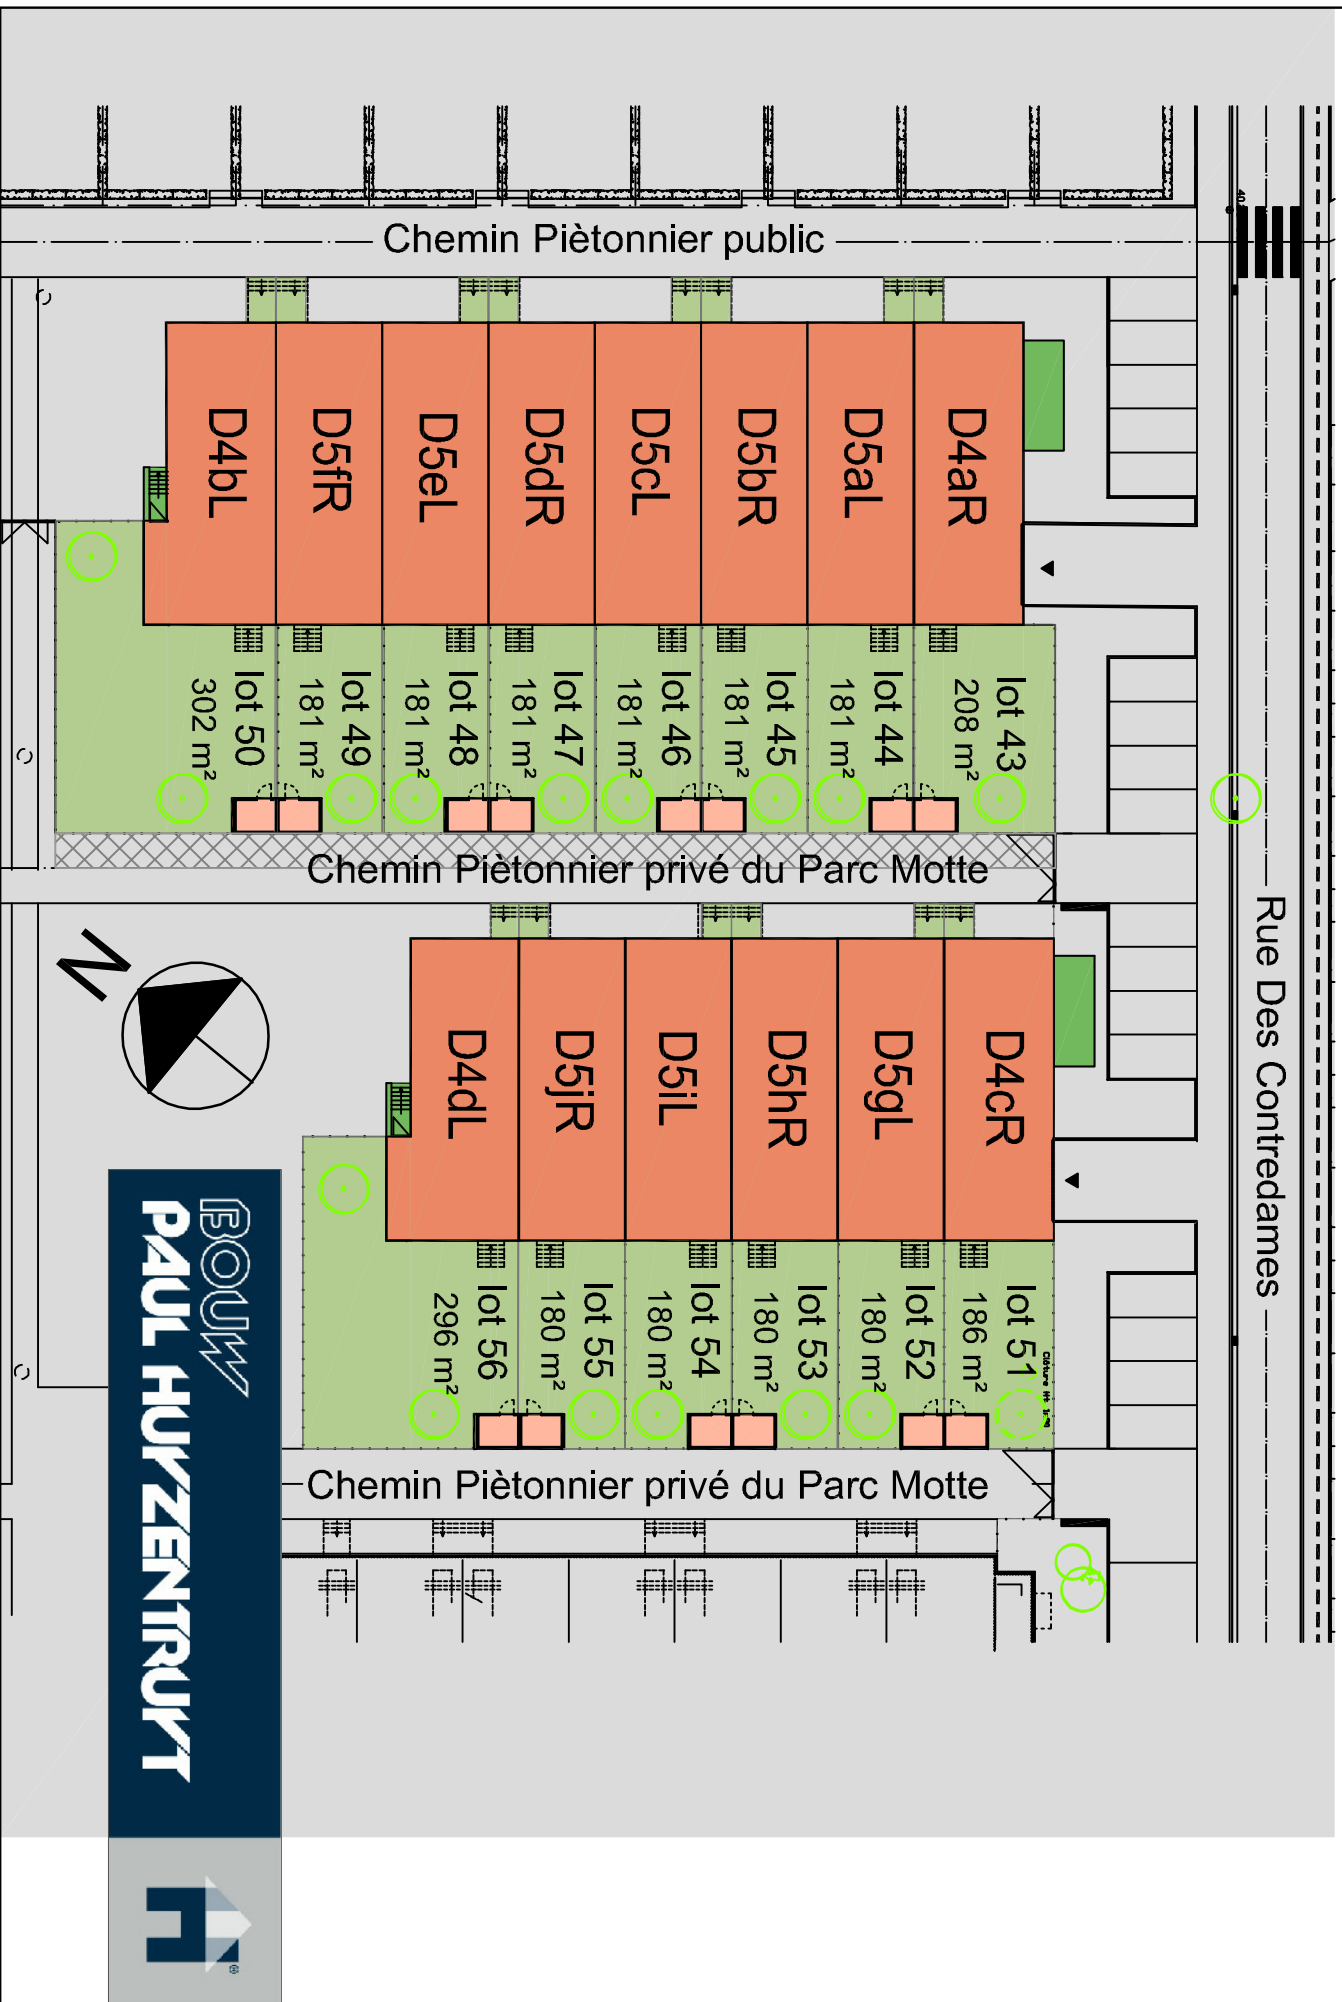 Chemin Piètonnier public
D4bL
D5fR
D5eL
D5dR
D5cL
D5bR
D5aL
D4aR
lot 50
302 m²
lot 49
181 m²
lot 48
181 m²
lot 47
181 m²
lot 46
181 m²
lot 45
181 m²
lot 44
181 m²
lot 43
208 m²
Chemin Piètonnier privé du Parc Motte
Rue Des Contredames
N
D4dL
D5jR
D5iL
D5hR
D5gL
D4cR
lot 56
296 m²
lot 55
180 m²
lot 54
180 m²
lot 53
180 m²
lot 52
180 m²
lot 51
186 m²
Chemin Piètonnier privé du Parc Motte
BOUW
PAUL HUYZENTRUYT
H
®